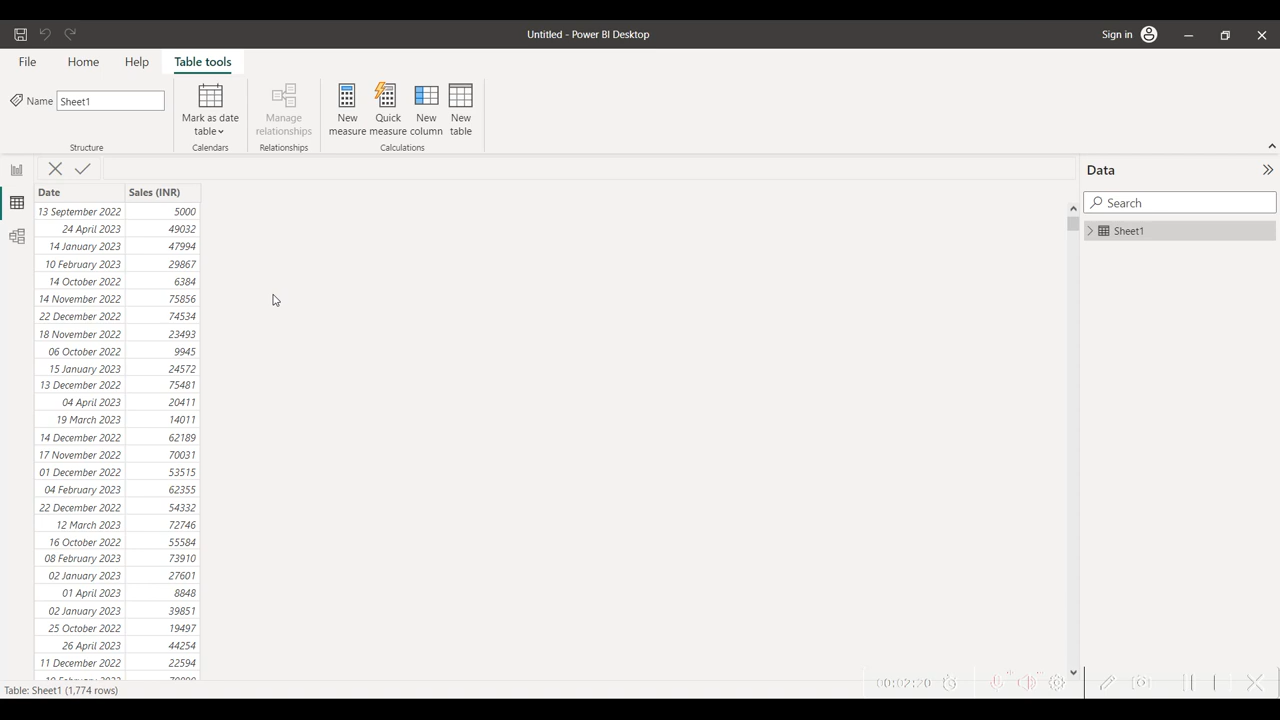 Untitled - Power BI Desktop
Sign in
File
Home
Help
Table tools
Name
Sheet1
Mark as date
table
Manage
relationships
New
measure
Quick
measure
New
column
New
table
Structure
Calendars
Relationships
Calculations
Data
Search
Sheet1
Date Sales (INR)
13 September 2022 5000
24 April 2023 49032
14 January 2023 47994
10 February 2023 29867
14 October 2022 6384
14 November 2022 75856
22 December 2022 74534
18 November 2022 23493
06 October 2022 9945
15 January 2023 24572
13 December 2022 75481
04 April 2023 20411
19 March 2023 14011
14 December 2022 62189
17 November 2022 70031
01 December 2022 53515
04 February 2023 62355
22 December 2022 54332
12 March 2023 72746
16 October 2022 55584
08 February 2023 73910
02 January 2023 27601
01 April 2023 8848
02 January 2023 39851
25 October 2022 19497
26 April 2023 44254
11 December 2022 22594
Table: Sheet1 (1,774 rows)
00:02:20